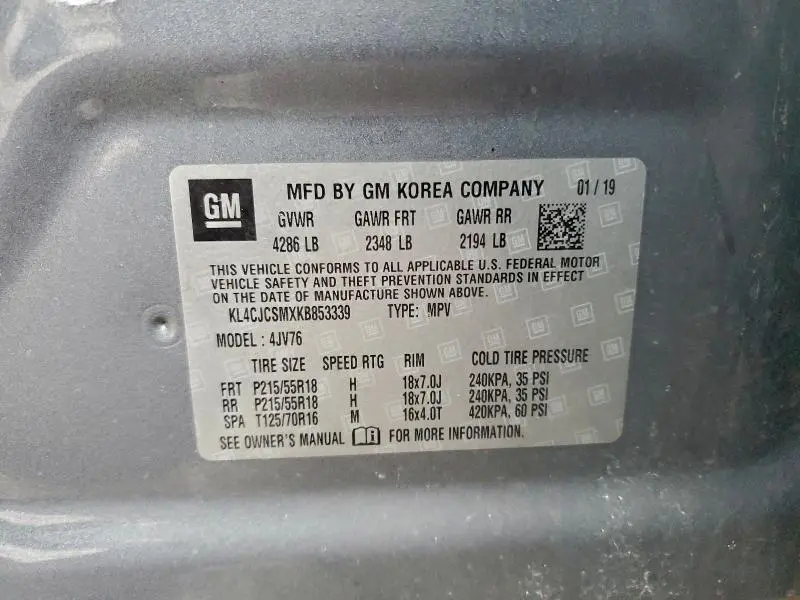 GM
MFD BY GM KOREA COMPANY 01 / 19
GVWR GAWR FRT GAWR RR
4286 LB 2348 LB 2194 LB
THIS VEHICLE CONFORMS TO ALL APPLICABLE U.S. FEDERAL MOTOR
VEHICLE SAFETY AND THEFT PREVENTION STANDARDS IN EFFECT
ON THE DATE OF MANUFACTURE SHOWN ABOVE.
KL4CJCSMXKB853339 TYPE: MPV
MODEL : 4JV76
TIRE SIZE SPEED RTG RIM COLD TIRE PRESSURE
FRT P215/55R18 H 18x7.0J 240KPA, 35 PSI
RR P215/55R18 H 18x7.0J 240KPA, 35 PSI
SPA T125/70R16 M 16x4.0T 420KPA, 60 PSI
SEE OWNER'S MANUAL FOR MORE INFORMATION.